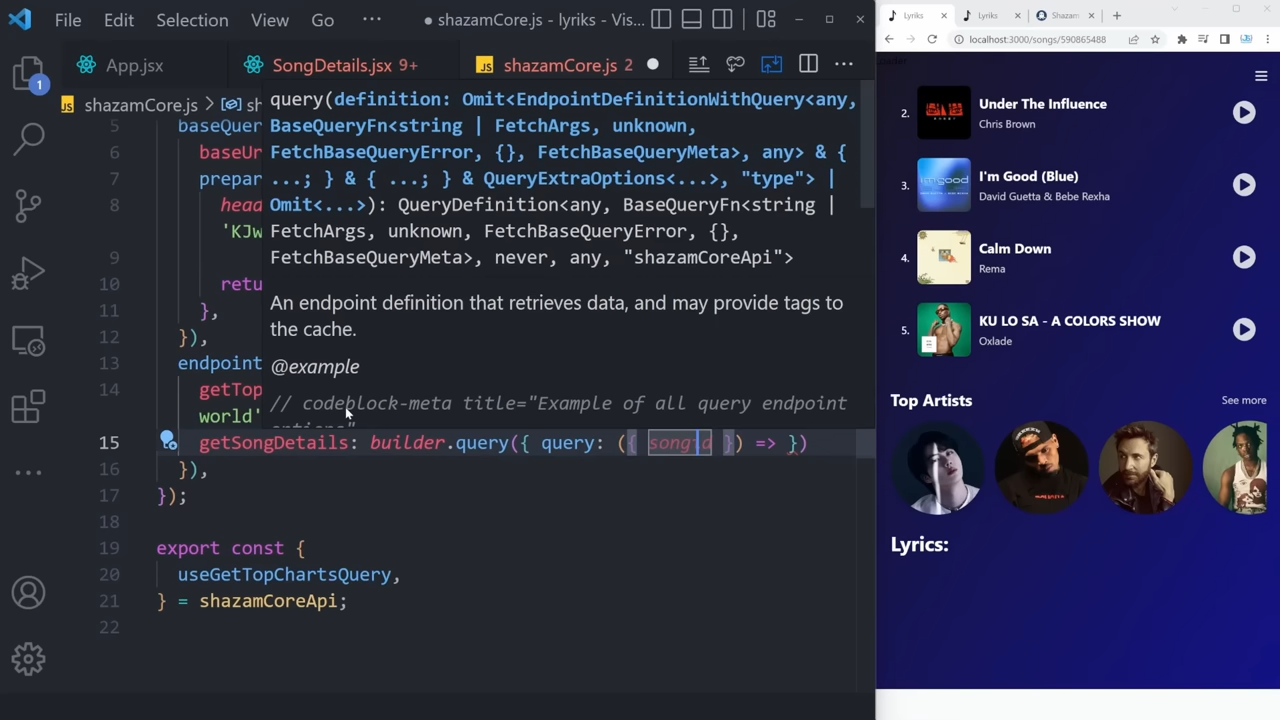 File Edit Selection View Go ··· ● shazamCore.js - lyriks - Vis...
App.jsx SongDetails.jsx 9+ JS shazamCore.js 2
JS shazamCore.js > sh
1
query(definition: Omit<EndpointDefinitionWithQuery<any,
BaseQueryFn<string | FetchArgs, unknown,
FetchBaseQueryError, {}, FetchBaseQueryMeta>, any> & {
...; } & { ...; } & QueryExtraOptions<...>, "type"> |
Omit<...>): QueryDefinition<any, BaseQueryFn<string |
FetchArgs, unknown, FetchBaseQueryError, {},
FetchBaseQueryMeta>, never, any, "shazamCoreApi">
An endpoint definition that retrieves data, and may provide tags to
the cache.
@example
// codeblock-meta title="Example of all query endpoint
options"
5 baseQuer
6 baseUr
7 prepar
8 head
'KJw
9
10 retu
11 },
12 }),
13 endpoint
14 getTop
world'
15 getSongDetails: builder.query({ query: ({ songid }) => })
16 }),
17 });
18
19 export const {
20 useGetTopChartsQuery,
21 } = shazamCoreApi;
22
Lyriks Lyriks Shazam
localhost:3000/songs/590865488
2. Under The Influence
Chris Brown
3. I'm Good (Blue)
David Guetta & Bebe Rexha
4. Calm Down
Rema
5. KU LO SA - A COLORS SHOW
Oxlade
Top Artists See more
Lyrics: